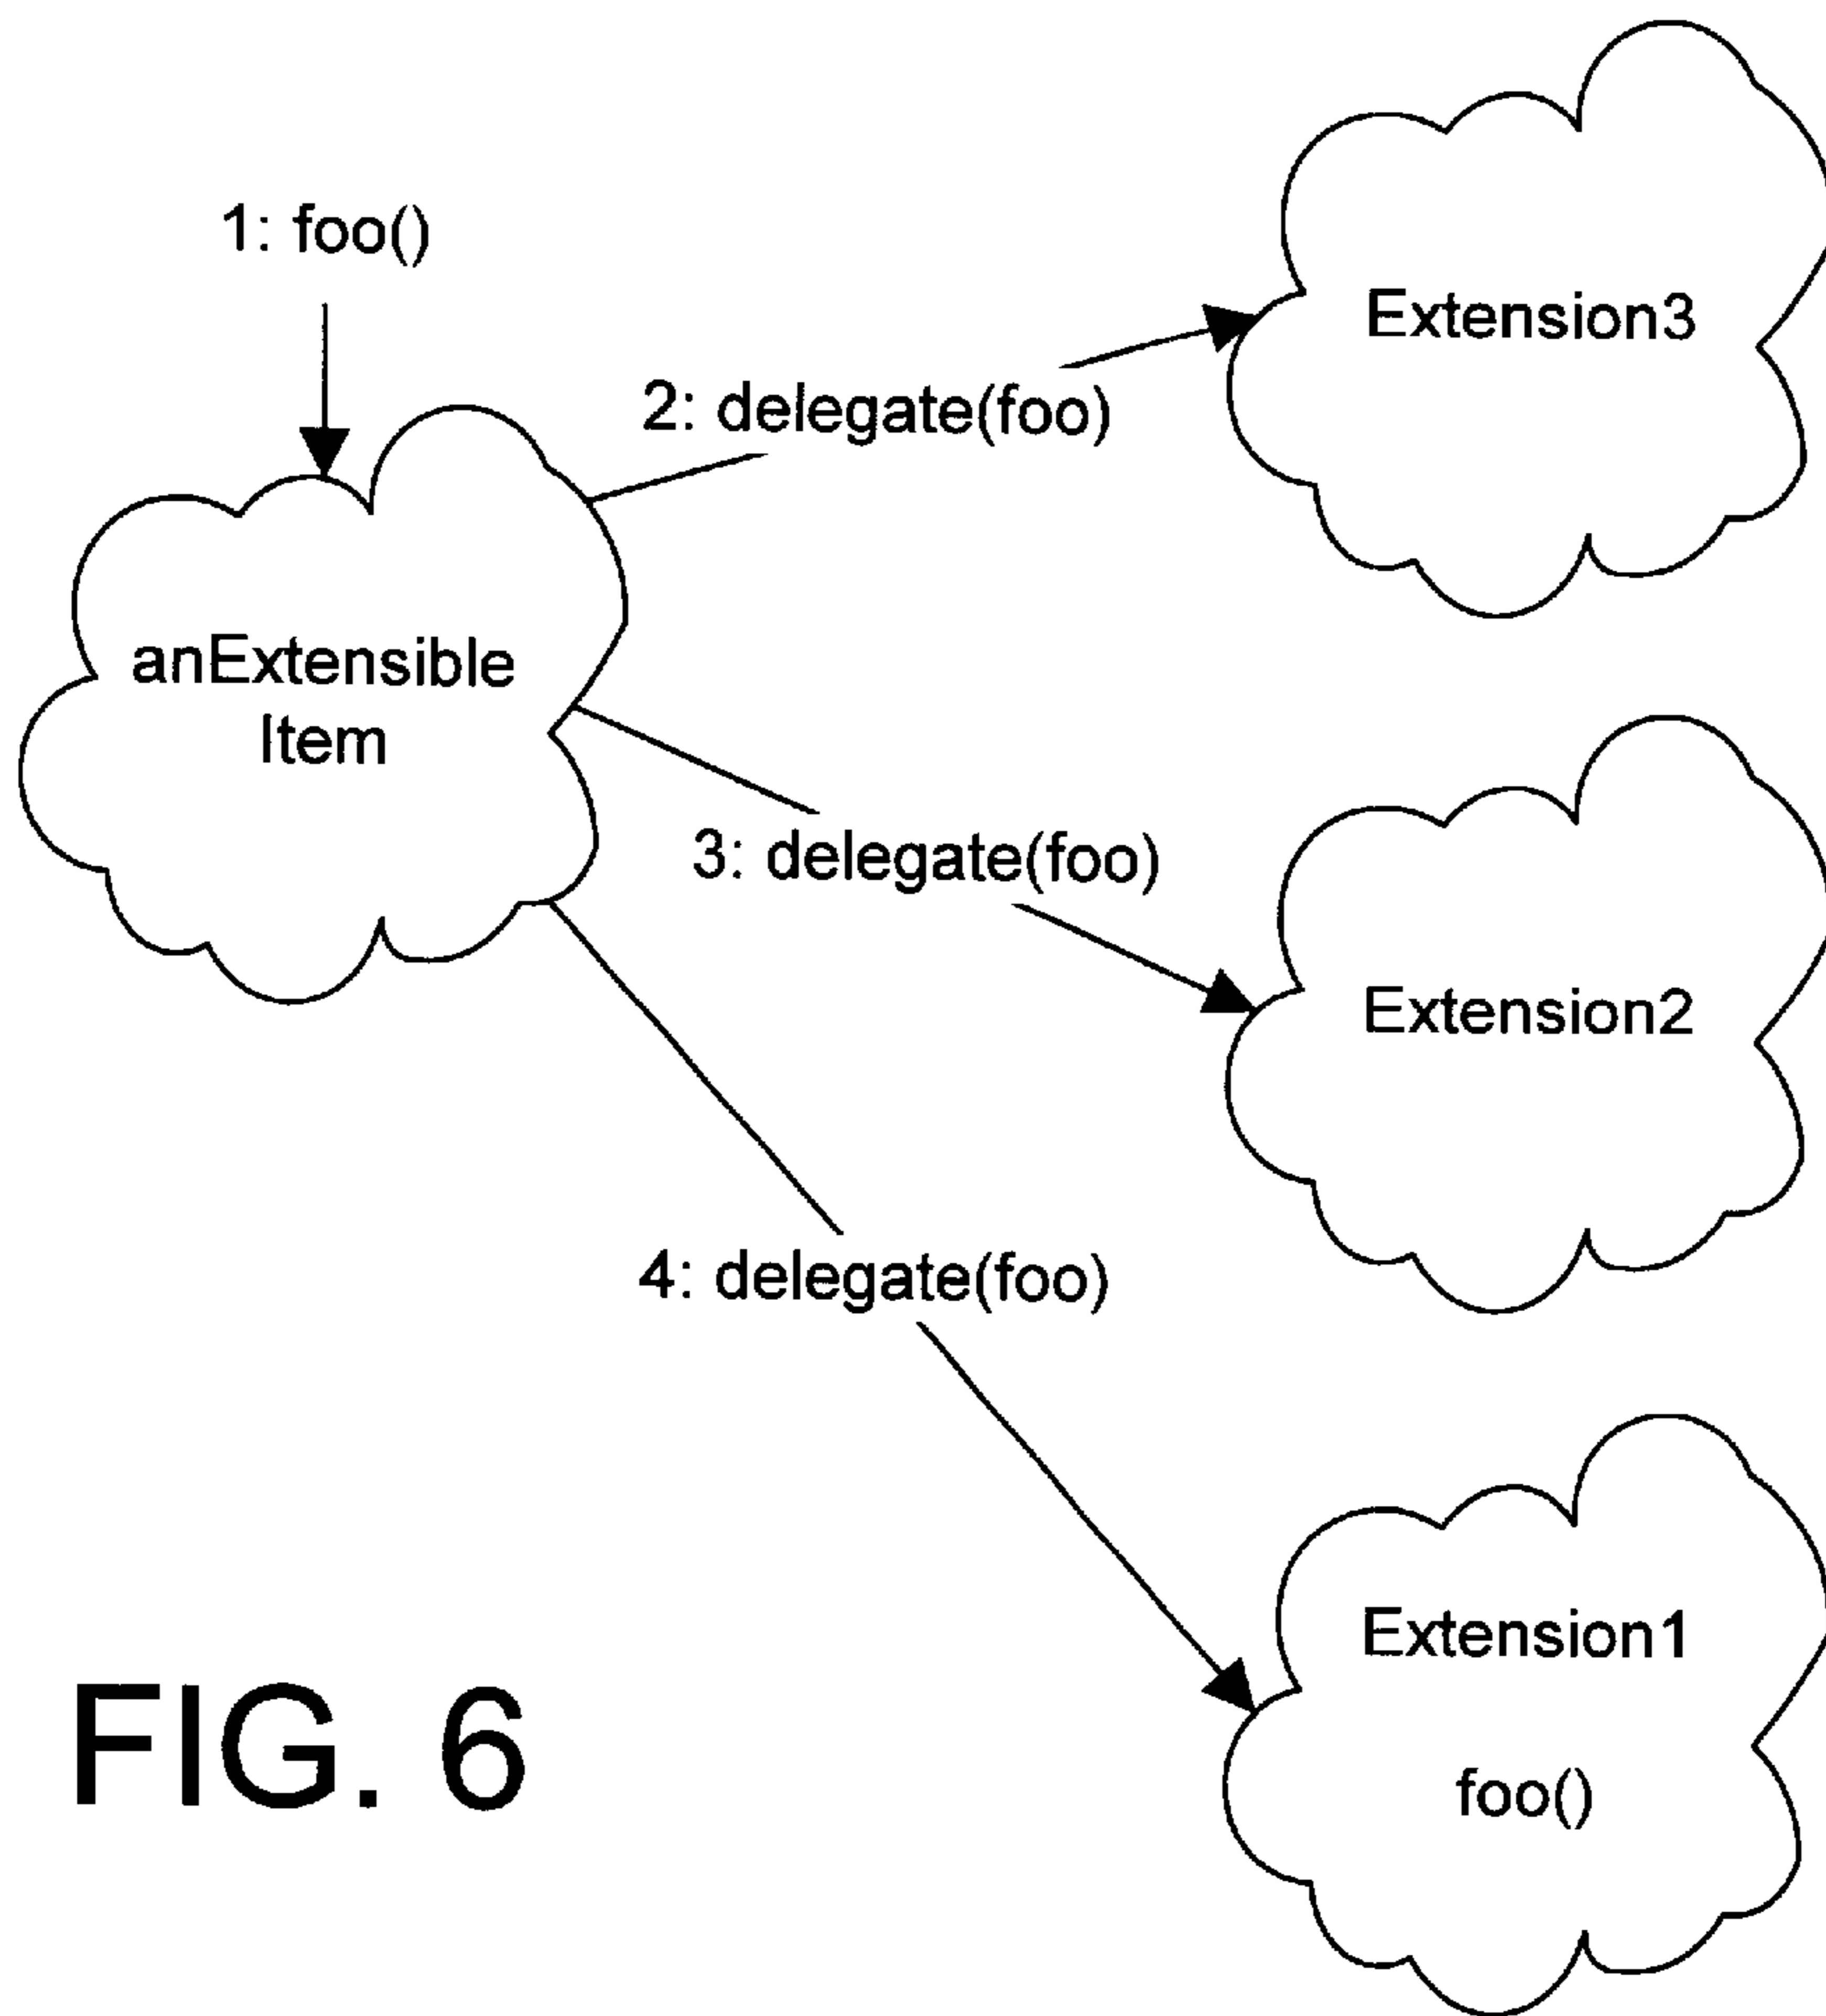 1: foo()
Extension3
2: delegate(foo)
anExtensible
Item
3: delegate(foo)
Extension2
4: delegate(foo)
Extension1
foo()
FIG. 6